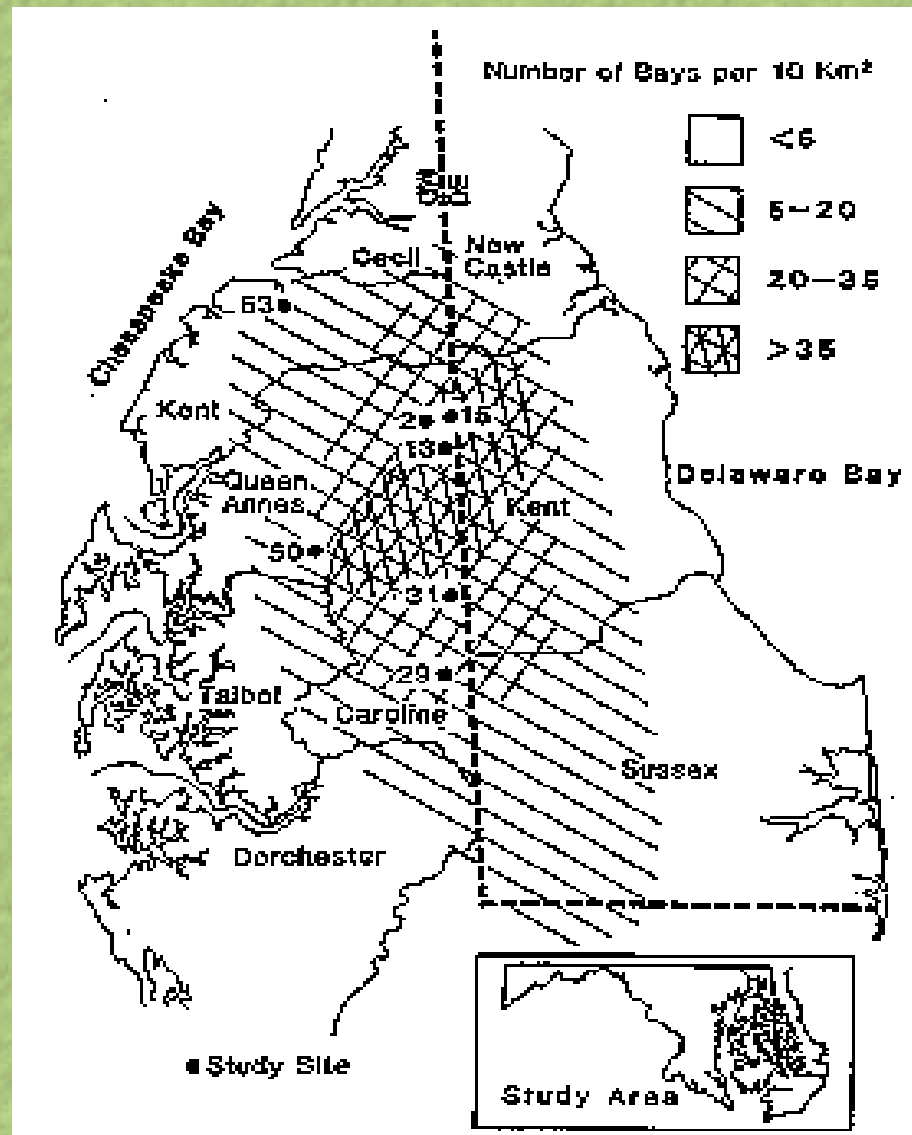 Number of Bays per 10 Km²
<5
5-20
20-35
>35
Chesapeake Bay
MD
DE
Cecil
New
Castle
53
Kent
2
15
13
Queen
Annes
Kent
Delaware Bay
50
31
29
Talbot
Caroline
Sussex
Dorchester
Study Site
Study Area